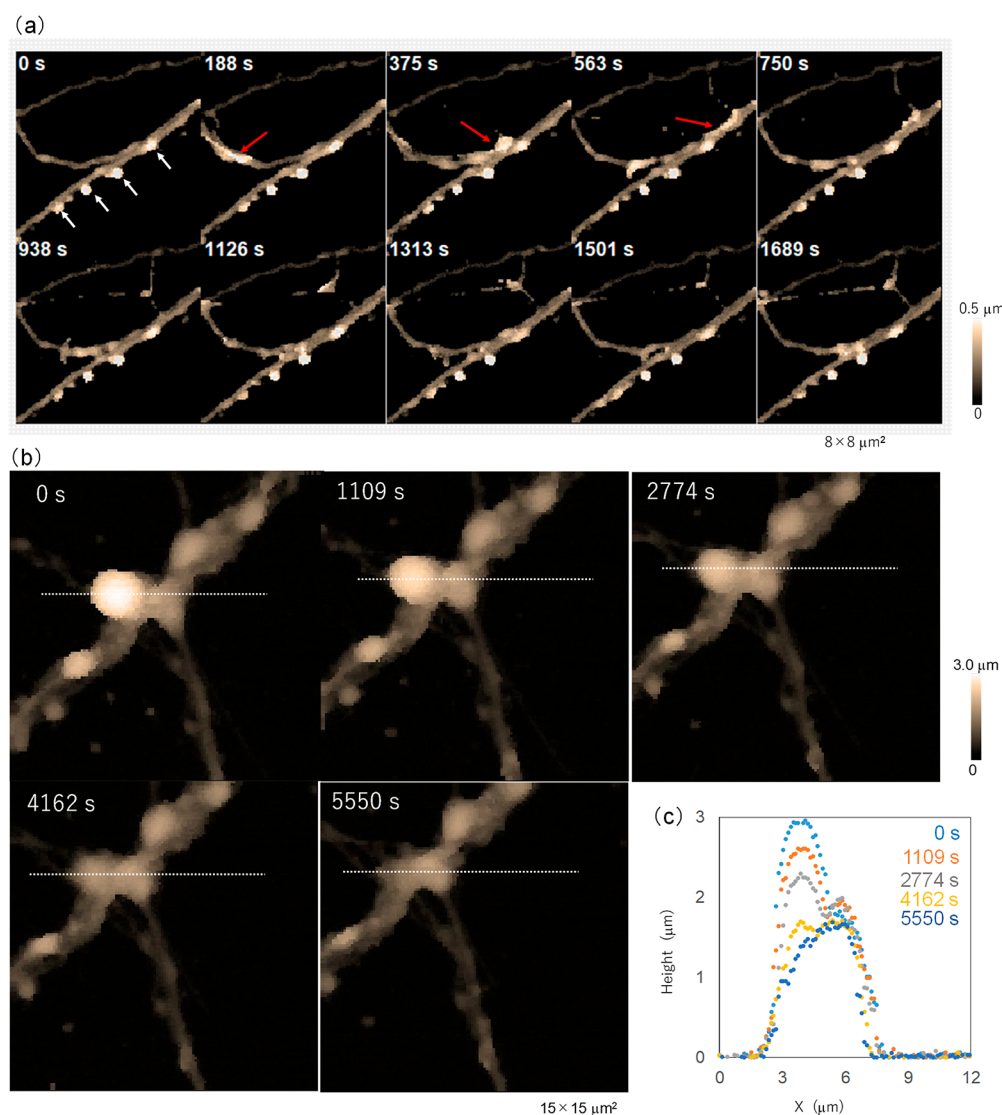 (a)
0 s 188 s 375 s 563 s 750 s
938 s 1126 s 1313 s 1501 s 1689 s
0.5 μm
0
8×8 μm²
(b)
0 s 1109 s 2774 s
3.0 μm
0
4162 s 5550 s
15×15 μm²
(c)
3
2
1
0
Height (μm)
0 s
1109 s
2774 s
4162 s
5550 s
0 3 6 9 12
X (μm)